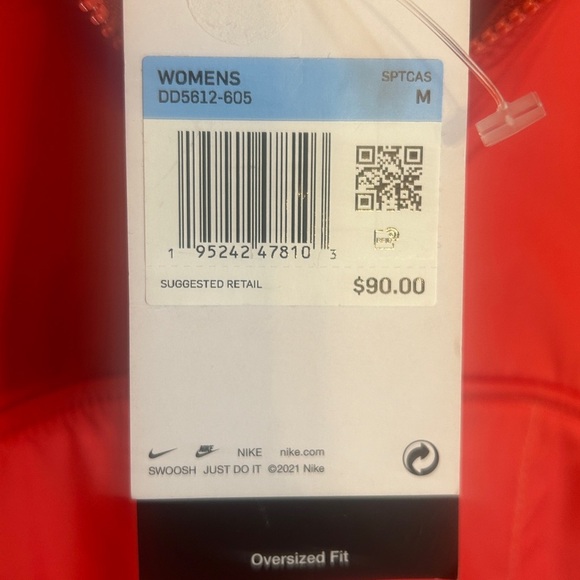 WOMENS SPTCAS
DD5612-605 M
1 95242 47810 3
SUGGESTED RETAIL $90.00
NIKE nike.com
SWOOSH JUST DO IT ©2021 Nike
Oversized Fit